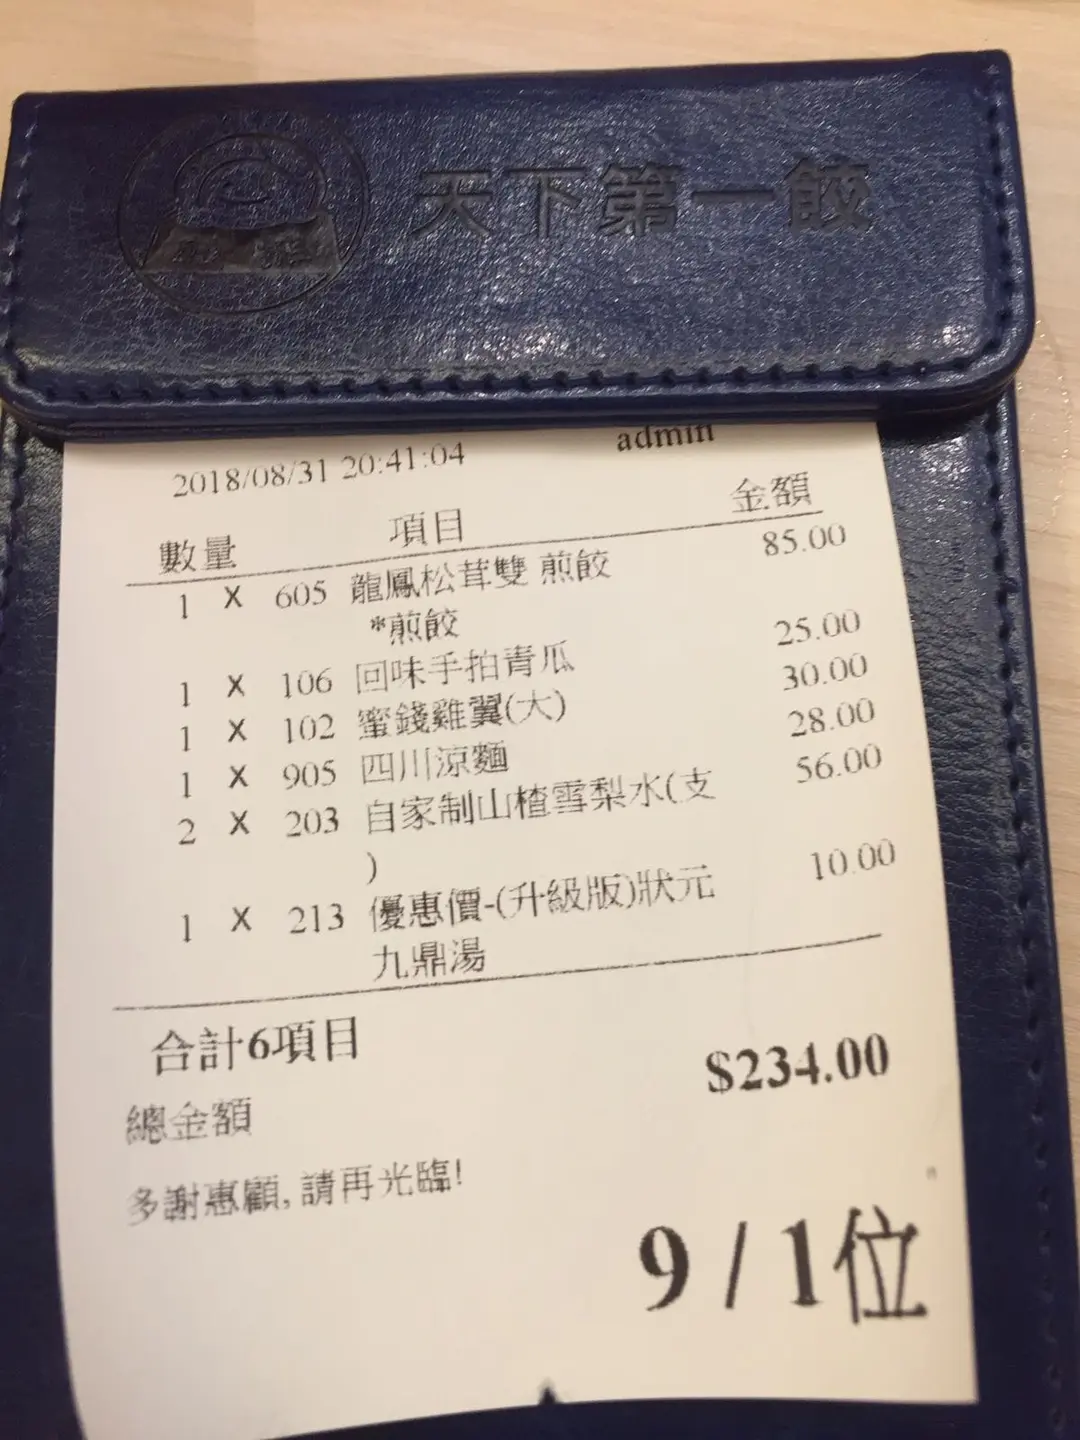 天下第一餃
admin
2018/08/31 20:41:04
數量 項目 金額
1 X 605 龍鳳松茸雙 煎餃 85.00
*煎餃
1 X 106 回味手拍青瓜 25.00
1 X 102 蜜錢雞翼(大) 30.00
1 X 905 四川涼麵 28.00
2 X 203 自家制山楂雪梨水(支 56.00
)
1 X 213 優惠價-(升級版)狀元 10.00
九鼎湯
合計6項目
$234.00
總金額
多謝惠顧, 請再光臨!
9 / 1位